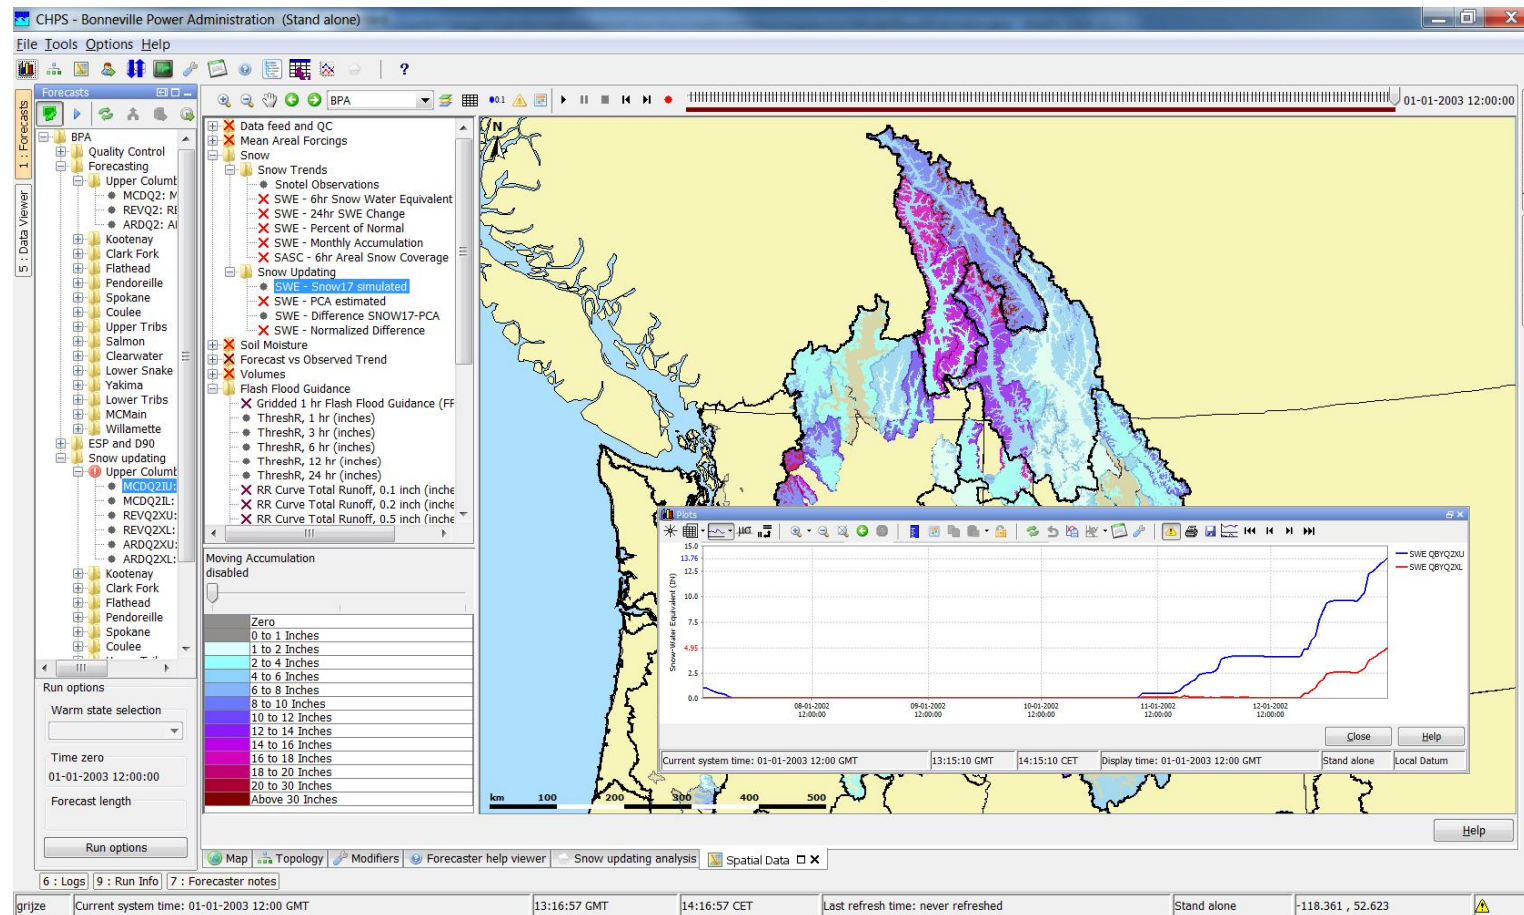 CHPS - Bonneville Power Administration (Stand alone)
File Tools Options Help
?
1 : Forecasts
5 : Data Viewer
Forecasts
BPA
Quality Control
Forecasting
Upper Columb
MCDQ2: M
REVQ2: RE
ARDQ2: AI
Kootenay
Clark Fork
Flathead
Pendoreille
Spokane
Coulee
Upper Tribs
Salmon
Clearwater
Lower Snake
Yakima
Lower Tribs
MCMain
Willamette
ESP and D90
Snow updating
Upper Columb
MCDQ2IU:
MCDQ2IL:
REVQ2XU:
REVQ2XL:
ARDQ2XU:
ARDQ2XL:
Kootenay
Clark Fork
Flathead
Pendoreille
Spokane
Coulee
Run options
Warm state selection
Time zero
01-01-2003 12:00:00
Forecast length
Run options
BPA
0.1
01-01-2003 12:00:00
Data feed and QC
Mean Areal Forcings
Snow
Snow Trends
Snotel Observations
SWE - 6hr Snow Water Equivalent
SWE - 24hr SWE Change
SWE - Percent of Normal
SWE - Monthly Accumulation
SASC - 6hr Areal Snow Coverage
Snow Updating
SWE - Snow17 simulated
SWE - PCA estimated
SWE - Difference SNOW17-PCA
SWE - Normalized Difference
Soil Moisture
Forecast vs Observed Trend
Volumes
Flash Flood Guidance
Gridded 1 hr Flash Flood Guidance (FF
ThreshR, 1 hr (inches)
ThreshR, 3 hr (inches)
ThreshR, 6 hr (inches)
ThreshR, 12 hr (inches)
ThreshR, 24 hr (inches)
RR Curve Total Runoff, 0.1 inch (inche
RR Curve Total Runoff, 0.2 inch (inche
RR Curve Total Runoff, 0.5 inch (inche
Moving Accumulation
disabled
Zero
0 to 1 Inches
1 to 2 Inches
2 to 4 Inches
4 to 6 Inches
6 to 8 Inches
8 to 10 Inches
10 to 12 Inches
12 to 14 Inches
14 to 16 Inches
16 to 18 Inches
18 to 20 Inches
20 to 30 Inches
Above 30 Inches
N
km 100 200 300 400 500
Plots
15.0
13.76
12.5
10.0
7.5
4.95
2.5
0.0
Snow-Water Equivalent (IN)
08-01-2002 12:00:00
09-01-2002 12:00:00
10-01-2002 12:00:00
11-01-2002 12:00:00
12-01-2002 12:00:00
SWE QBYQ2XU
SWE QBYQ2XL
Close Help
Current system time: 01-01-2003 12:00 GMT 13:15:10 GMT 14:15:10 CET Display time: 01-01-2003 12:00 GMT Stand alone Local Datum
Help
Map Topology Modifiers Forecaster help viewer Snow updating analysis Spatial Data
6 : Logs 9 : Run Info 7 : Forecaster notes
grijze Current system time: 01-01-2003 12:00 GMT 13:16:57 GMT 14:16:57 CET Last refresh time: never refreshed Stand alone -118.361 , 52.623